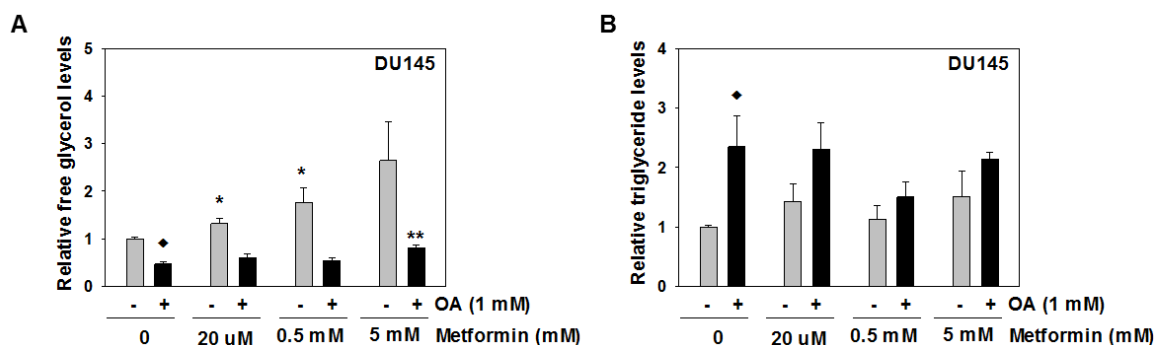 A
Relative free glycerol levels
5
4
3
2
1
0
DU145
* * ** ◆
- + - + - + - + OA (1 mM)
0 20 uM 0.5 mM 5 mM Metformin (mM)
B
Relative triglyceride levels
4
3
2
1
0
DU145
◆
- + - + - + - + OA (1 mM)
0 20 uM 0.5 mM 5 mM Metformin (mM)